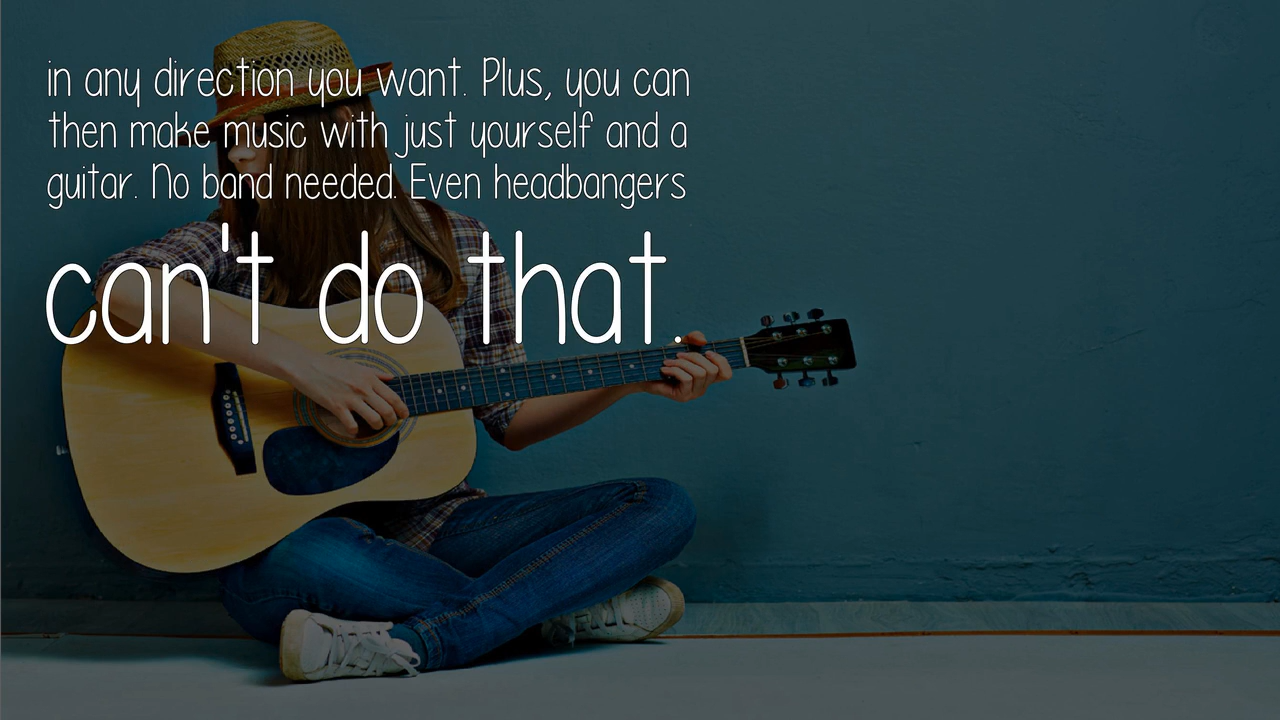 in any direction you want. Plus, you can
then make music with just yourself and a
guitar. No band needed. Even headbangers
can't do that.